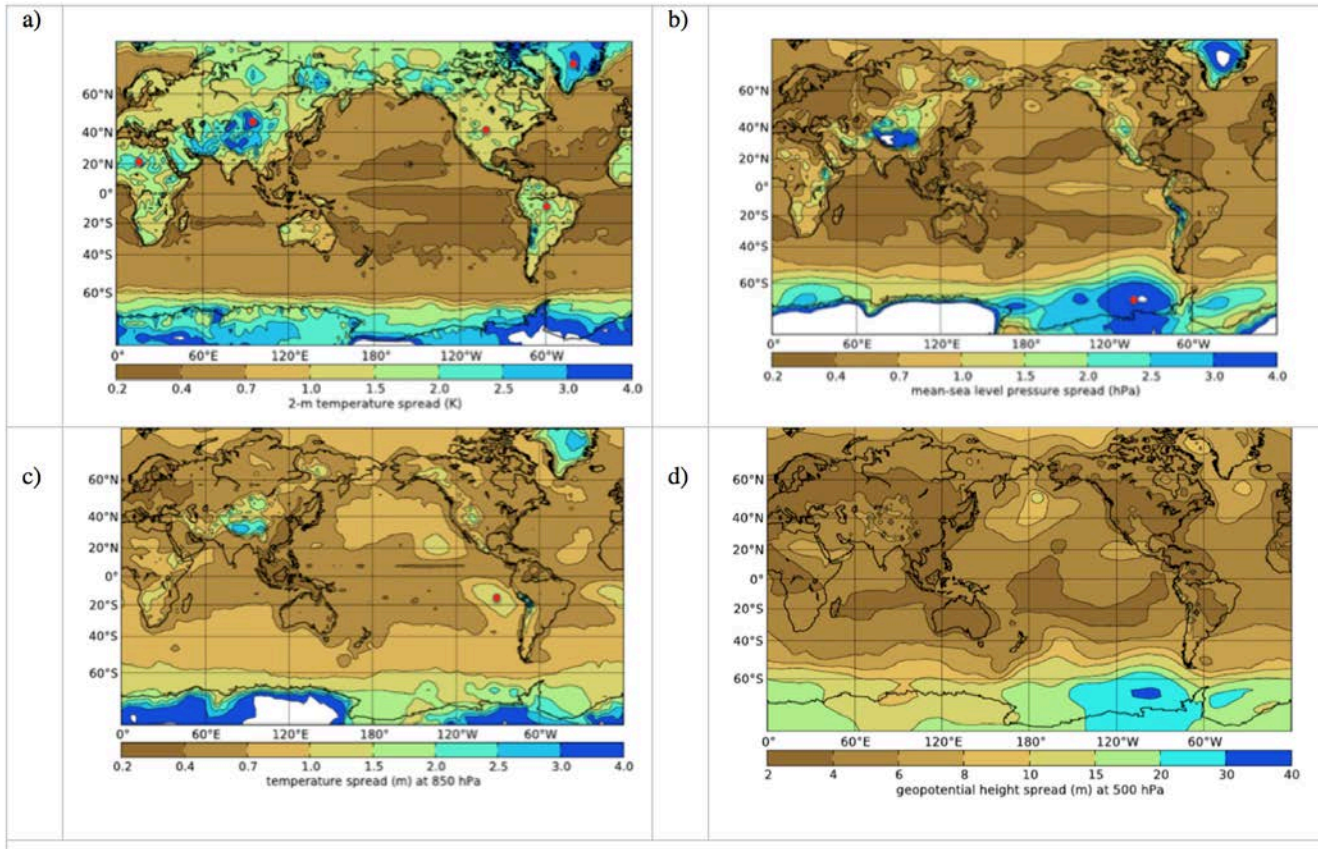 a)
60°N
40°N
20°N
0°
20°S
40°S
60°S
0° 60°E 120°E 180° 120°W 60°W
0.2 0.4 0.7 1.0 1.5 2.0 2.5 3.0 4.0
2-m temperature spread (K)
b)
60°N
40°N
20°N
0°
20°S
40°S
60°S
0° 60°E 120°E 180° 120°W 60°W
0.2 0.4 0.7 1.0 1.5 2.0 2.5 3.0 4.0
mean-sea level pressure spread (hPa)
c)
60°N
40°N
20°N
0°
20°S
40°S
60°S
0° 60°E 120°E 180° 120°W 60°W
0.2 0.4 0.7 1.0 1.5 2.0 2.5 3.0 4.0
temperature spread (m) at 850 hPa
d)
60°N
40°N
20°N
0°
20°S
40°S
60°S
0° 60°E 120°E 180° 120°W 60°W
2 4 6 8 10 15 20 30 40
geopotential height spread (m) at 500 hPa